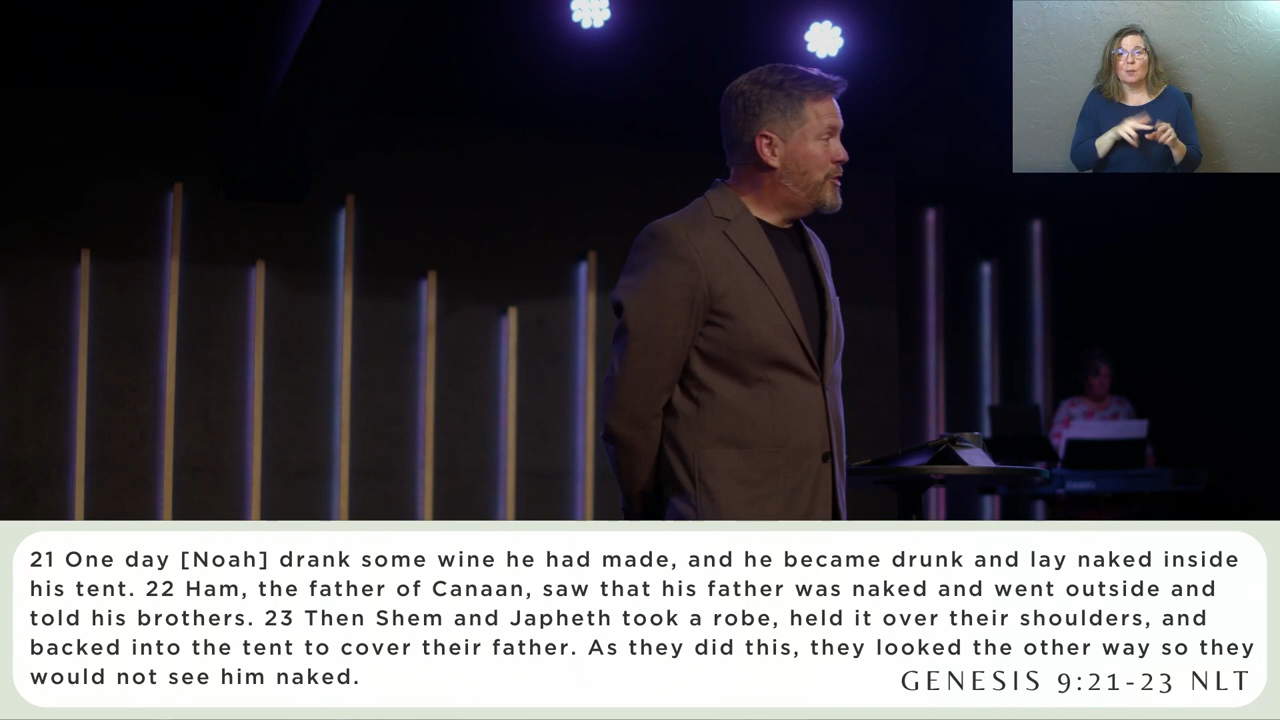 21 One day [Noah] drank some wine he had made, and he became drunk and lay naked inside
his tent. 22 Ham, the father of Canaan, saw that his father was naked and went outside and
told his brothers. 23 Then Shem and Japheth took a robe, held it over their shoulders, and
backed into the tent to cover their father. As they did this, they looked the other way so they
would not see him naked.
GENESIS 9:21-23 NLT